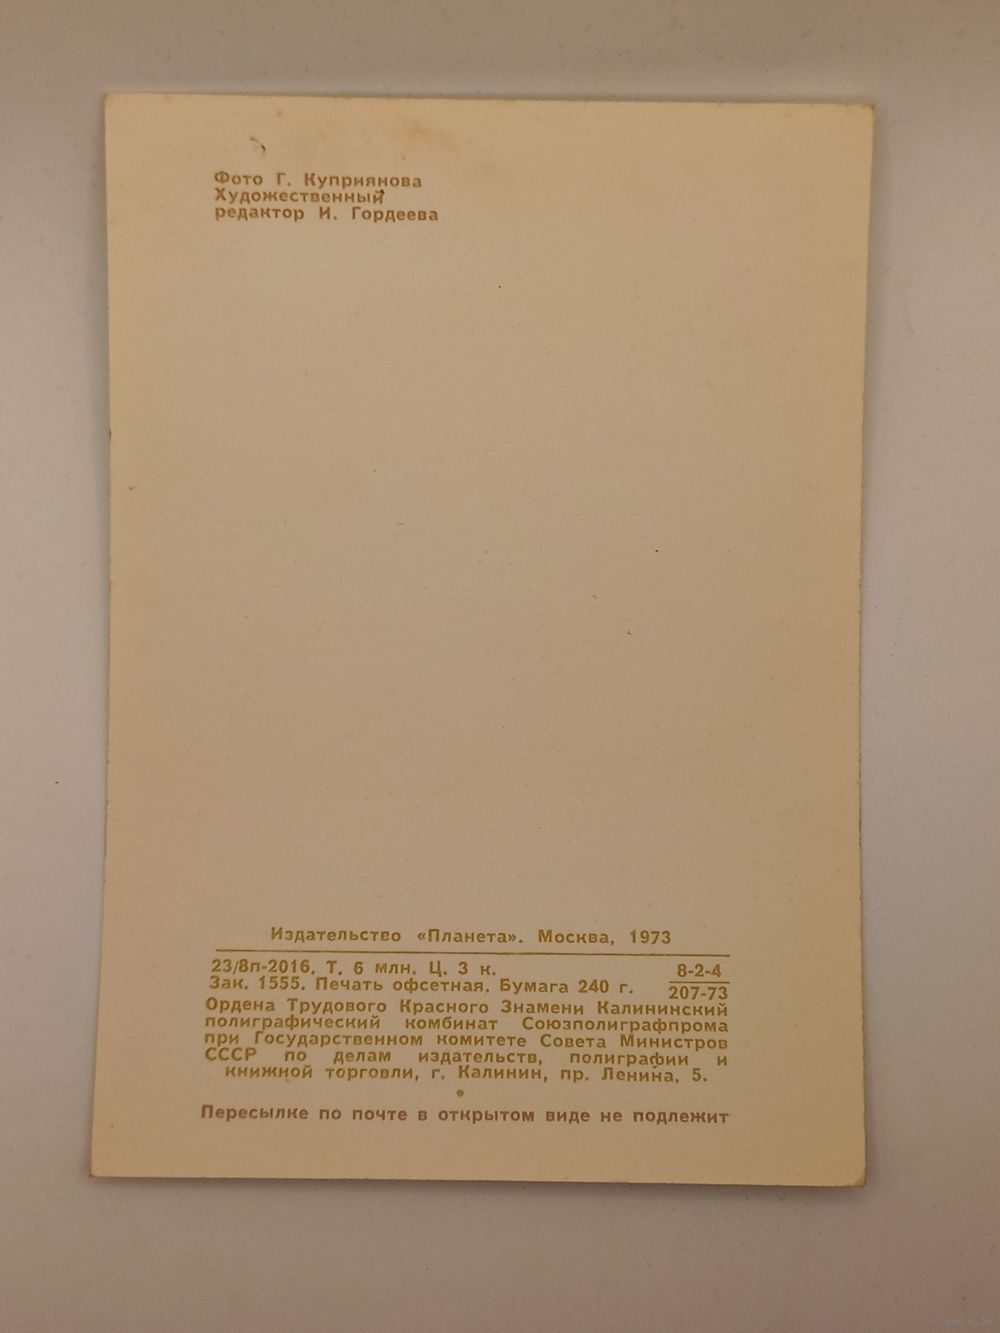 Фото Г. Куприянова
Художественный
редактор И. Гордеева
Издательство «Планета». Москва, 1973
23/8п-2016. Т. 6 млн. Ц. 3 к. 8-2-4
Зак. 1555. Печать офсетная. Бумага 240 г. 207-73
Ордена Трудового Красного Знамени Калининский
полиграфический комбинат Союзполиграфпрома
при Государственном комитете Совета Министров
СССР по делам издательств, полиграфии и
книжной торговли, г. Калинин, пр. Ленина, 5.
Пересылке по почте в открытом виде не подлежит
www.ay.by